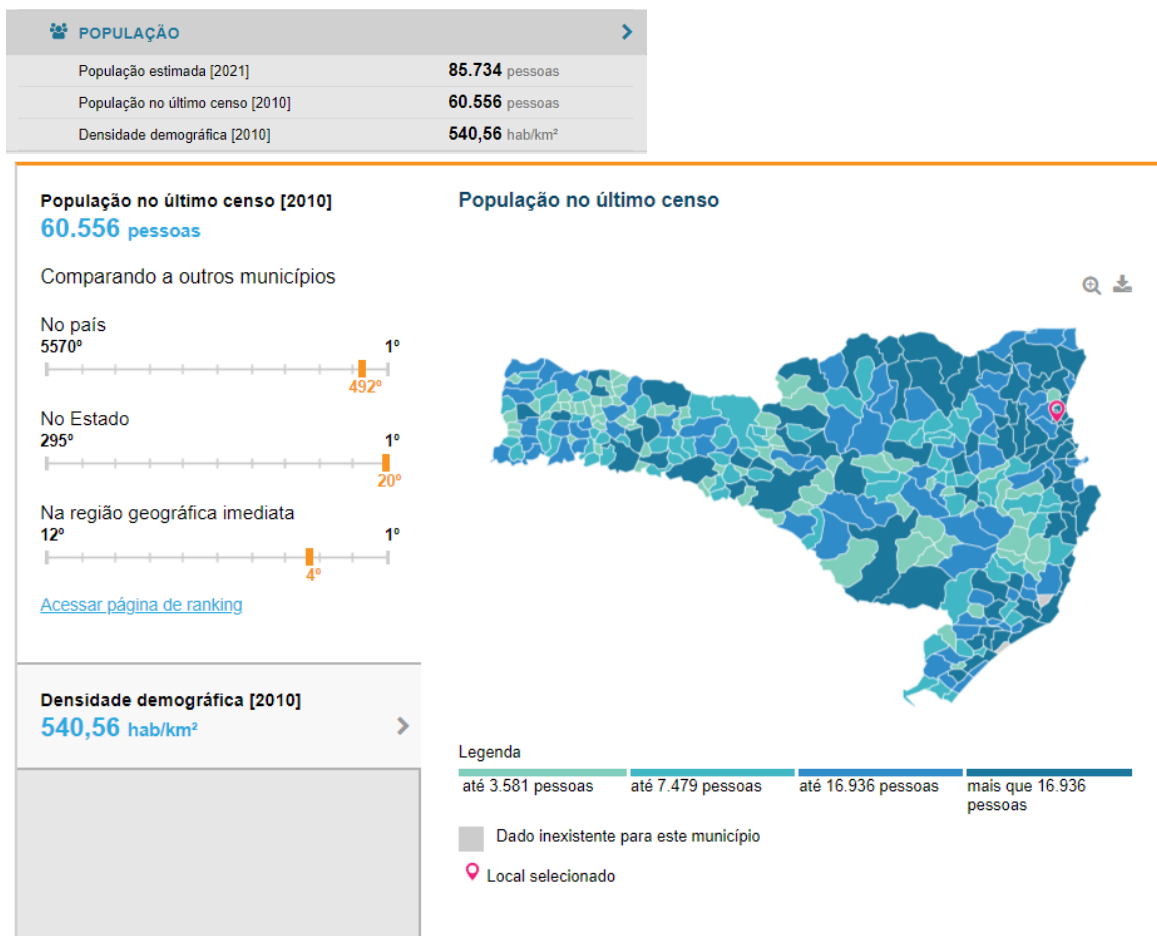 POPULAÇÃO
População estimada [2021] 85.734 pessoas
População no último censo [2010] 60.556 pessoas
Densidade demográfica [2010] 540,56 hab/km²
População no último censo [2010]
60.556 pessoas
Comparando a outros municípios
No país
5570º 1º
492º
No Estado
295º 1º
20º
Na região geográfica imediata
12º 1º
4º
Acessar página de ranking
Densidade demográfica [2010]
540,56 hab/km²
População no último censo
Legenda
até 3.581 pessoas até 7.479 pessoas até 16.936 pessoas mais que 16.936
pessoas
Dado inexistente para este município
Local selecionado